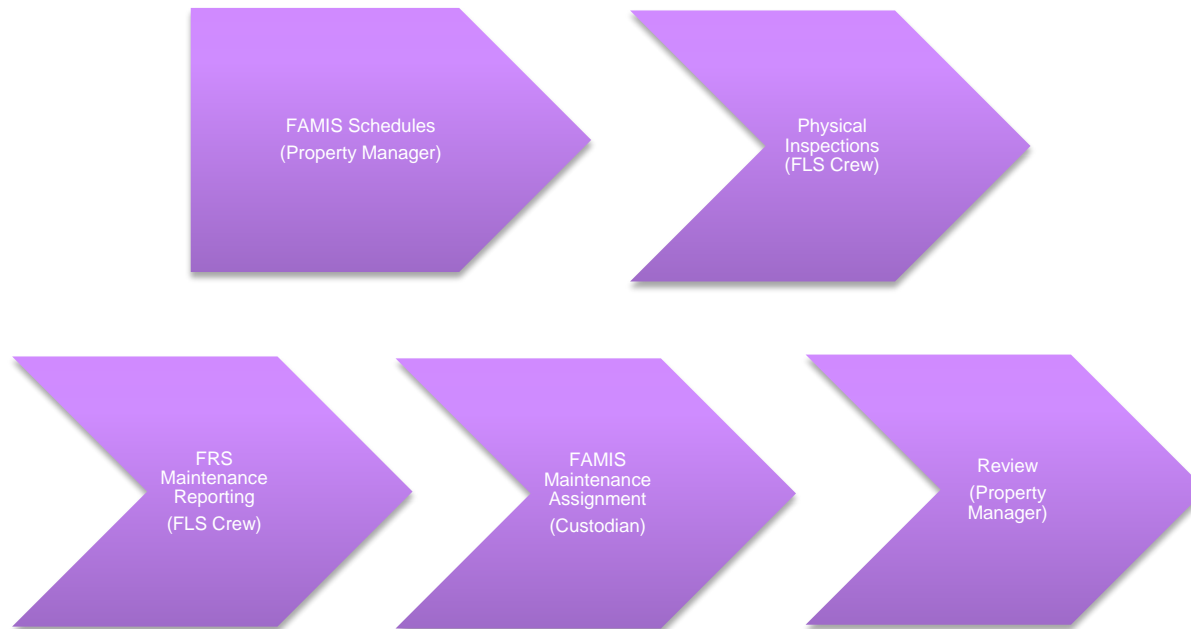 FAMIS Schedules
(Property Manager)
Physical
Inspections
(FLS Crew)
FRS
Maintenance
Reporting
(FLS Crew)
FAMIS
Maintenance
Assignment
(Custodian)
Review
(Property
Manager)